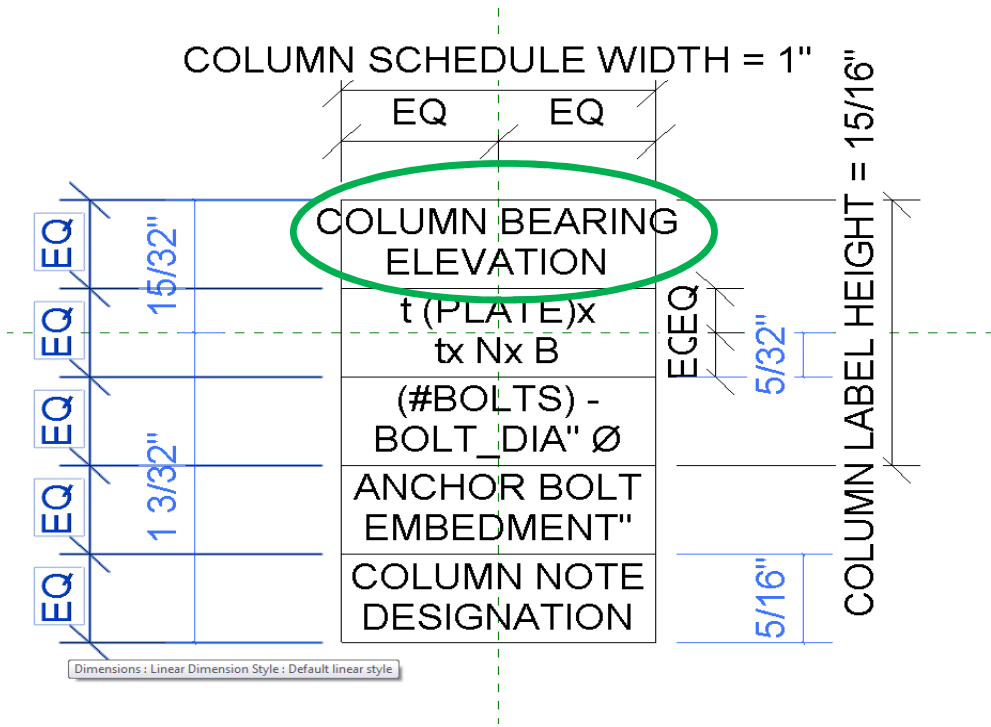 COLUMN SCHEDULE WIDTH = 1"
EQ EQ
COLUMN LABEL HEIGHT = 15/16"
COLUMN BEARING
ELEVATION
t (PLATE)x
tx Nx B
(#BOLTS) -
BOLT_DIA" Ø
ANCHOR BOLT
EMBEDMENT"
COLUMN NOTE
DESIGNATION
EQ
EQ
EQ
EQ
EQ
15/32"
1 3/32"
EQ
EQ
5/32"
5/16"
Dimensions : Linear Dimension Style : Default linear style